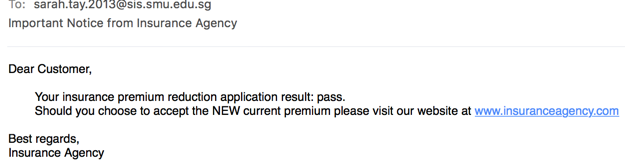 To: sarah.tay.2013@sis.smu.edu.sg
Important Notice from Insurance Agency
Dear Customer,
Your insurance premium reduction application result: pass.
Should you choose to accept the NEW current premium please visit our website at www.insuranceagency.com
Best regards,
Insurance Agency